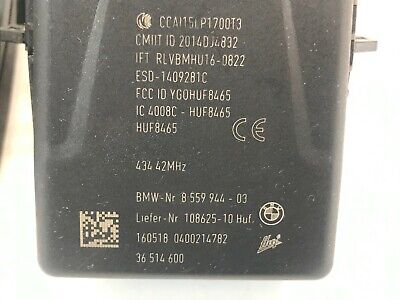 CCAI15LP1700T3
CMIIT ID 2014DJ4832
IFT RLVBMHU16-0822
ESD-1409281C
FCC ID YGOHUF8465
IC 4008C - HUF8465
HUF8465
CE
434 42MHz
BMW-Nr 8 559 944 - 03
Liefer-Nr 108625-10 Huf.
160518 0400214782
36 514 600